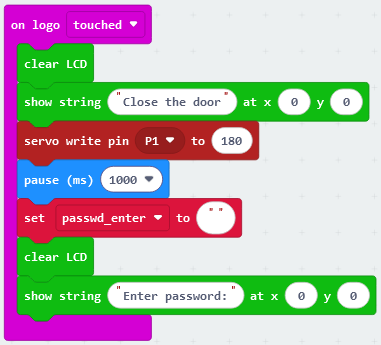 on logo touched
clear LCD
show string "Close the door" at x 0 y 0
servo write pin P1 to 180
pause (ms) 1000
set passwd_enter to ""
clear LCD
show string "Enter password:" at x 0 y 0